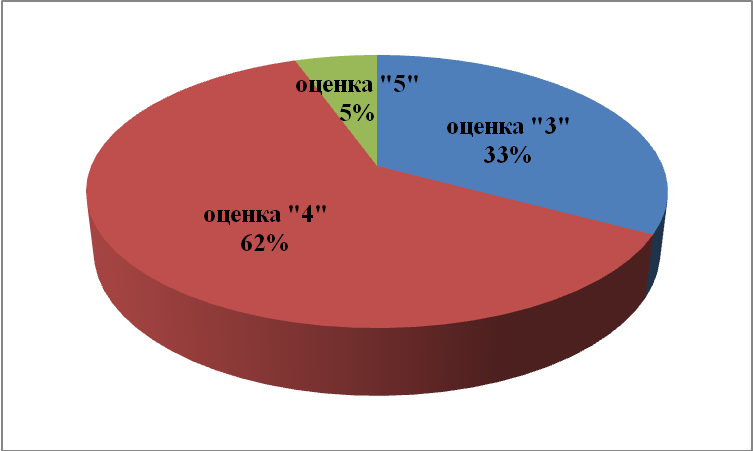 оценка "5"
5%
оценка "3"
33%
оценка "4"
62%